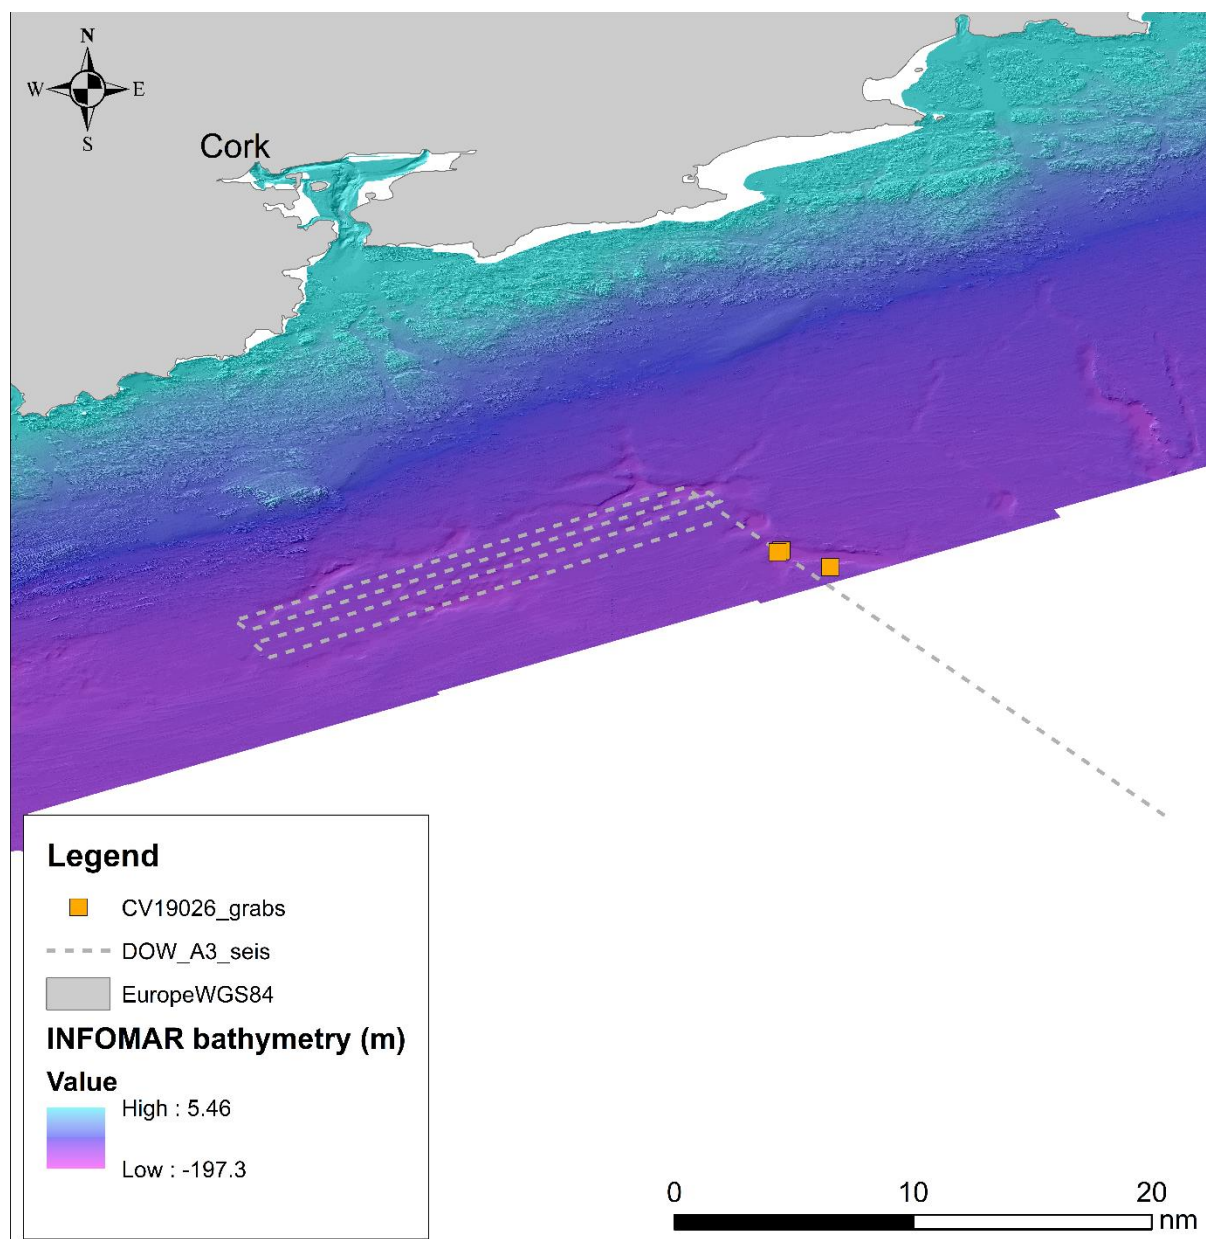 N
W E
S
Cork
Legend
CV19026_grabs
DOW_A3_seis
EuropeWGS84
INFOMAR bathymetry (m)
Value
High : 5.46
Low : -197.3
0 10 20
nm